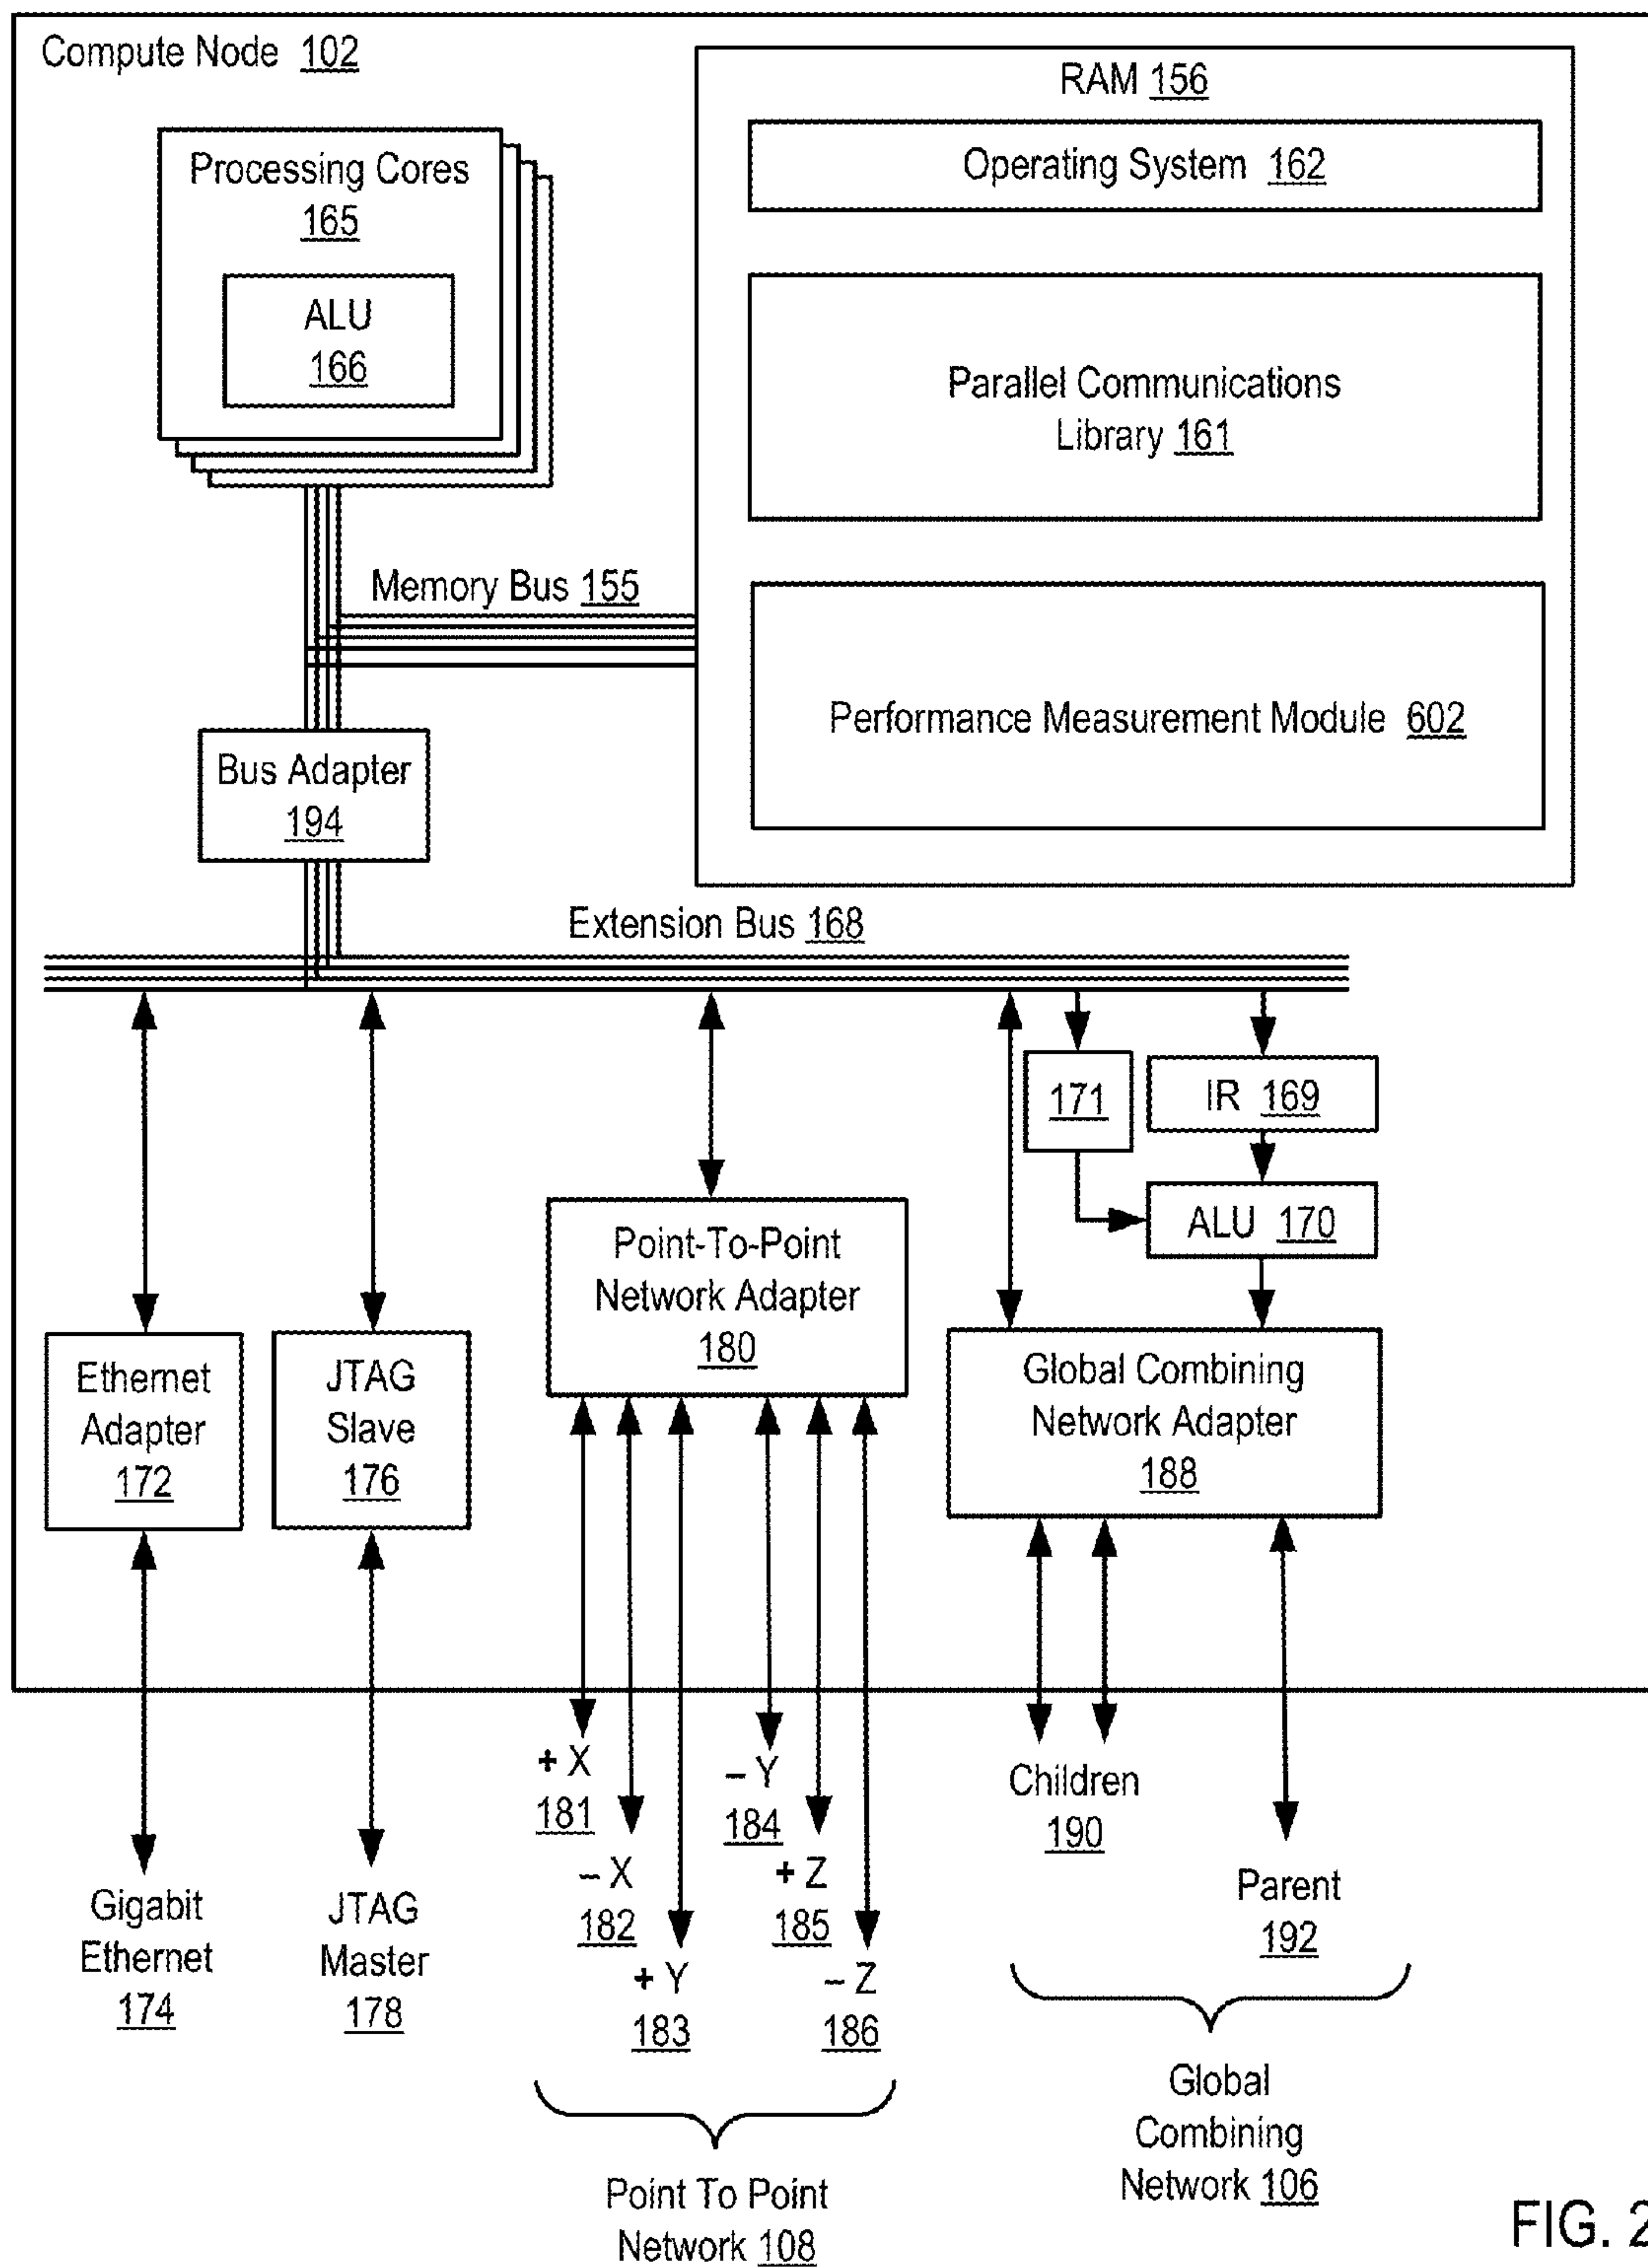 Compute Node 102
RAM 156
Operating System 162
Processing Cores
165
ALU
166
Parallel Communications
Library 161
Memory Bus 155
Performance Measurement Module 602
Bus Adapter
194
Extension Bus 168
171
IR 169
ALU 170
Point-To-Point
Network Adapter
180
Ethernet
Adapter
172
JTAG
Slave
176
Global Combining
Network Adapter
188
+ X
181
– X
182
+ Y
183
– Y
184
+ Z
185
– Z
186
Children
190
Parent
192
Gigabit
Ethernet
174
JTAG
Master
178
Point To Point
Network 108
Global
Combining
Network 106
FIG. 2